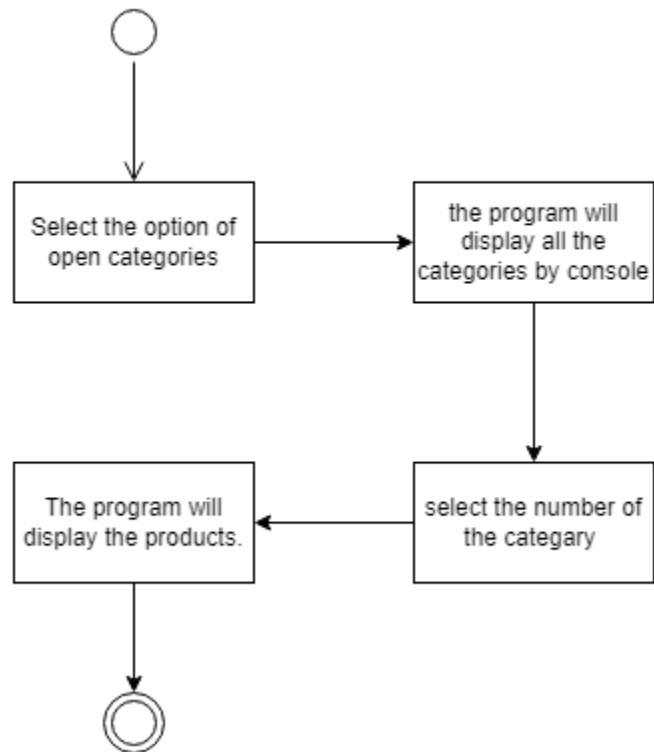 Select the option of
open categories
the program will
display all the
categories by console
select the number of
the categary
The program will
display the products.